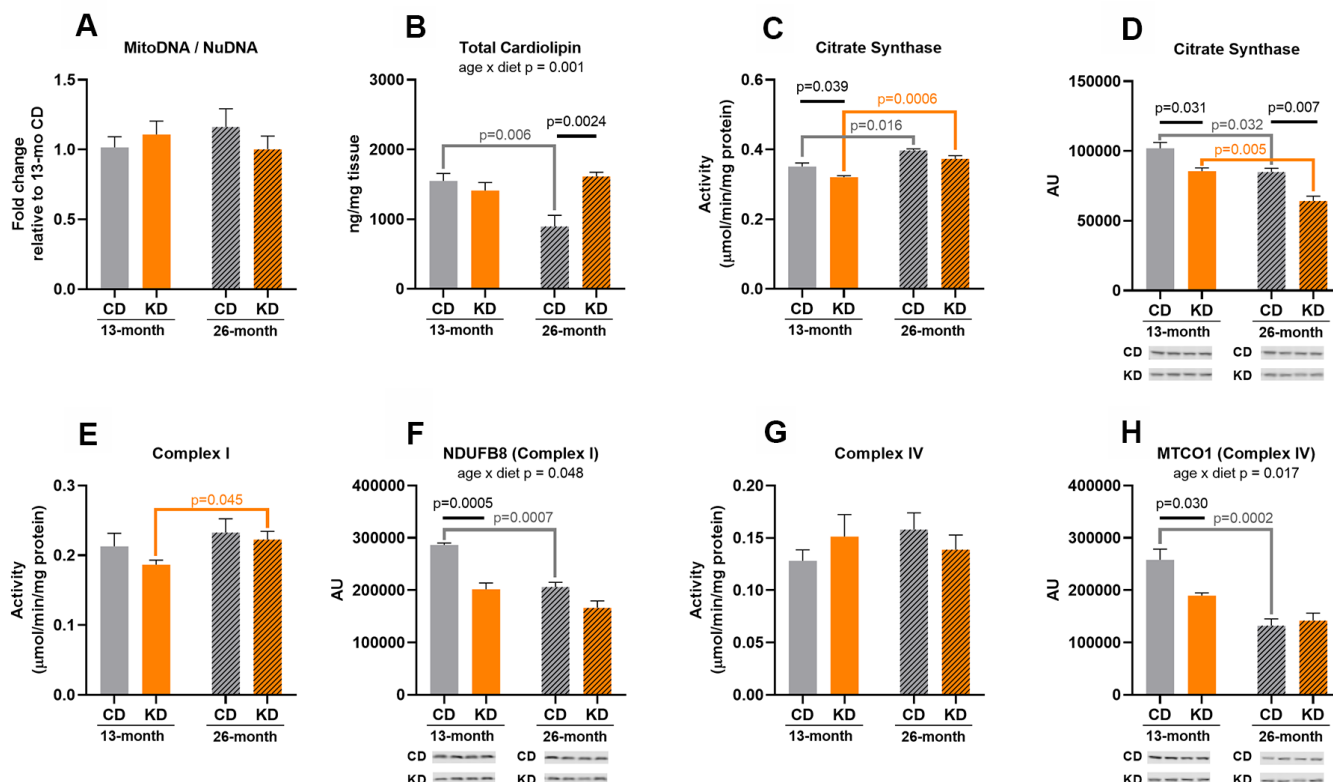 A
MitoDNA / NuDNA
Fold change
relative to 13-mo CD
1.5
1.0
0.5
0.0
CD KD CD KD
13-month 26-month
B
Total Cardiolipin
age x diet p = 0.001
ng/mg tissue
3000
2000
1000
0
p=0.006
p=0.0024
CD KD CD KD
13-month 26-month
C
Citrate Synthase
Activity
(μmol/min/mg protein)
0.6
0.4
0.2
0.0
p=0.039
p=0.0006
p=0.016
CD KD CD KD
13-month 26-month
D
Citrate Synthase
AU
150000
100000
50000
0
p=0.031
p=0.007
p=0.032
p=0.005
CD KD CD KD
13-month 26-month
CD CD
KD KD
E
Complex I
Activity
(μmol/min/mg protein)
0.3
0.2
0.1
0.0
p=0.045
CD KD CD KD
13-month 26-month
F
NDUFB8 (Complex I)
age x diet p = 0.048
AU
400000
300000
200000
100000
0
p=0.0005
p=0.0007
CD KD CD KD
13-month 26-month
CD CD
KD KD
G
Complex IV
Activity
(μmol/min/mg protein)
0.20
0.15
0.10
0.05
0.00
CD KD CD KD
13-month 26-month
H
MTCO1 (Complex IV)
age x diet p = 0.017
AU
400000
300000
200000
100000
0
p=0.030
p=0.0002
CD KD CD KD
13-month 26-month
CD CD
KD KD